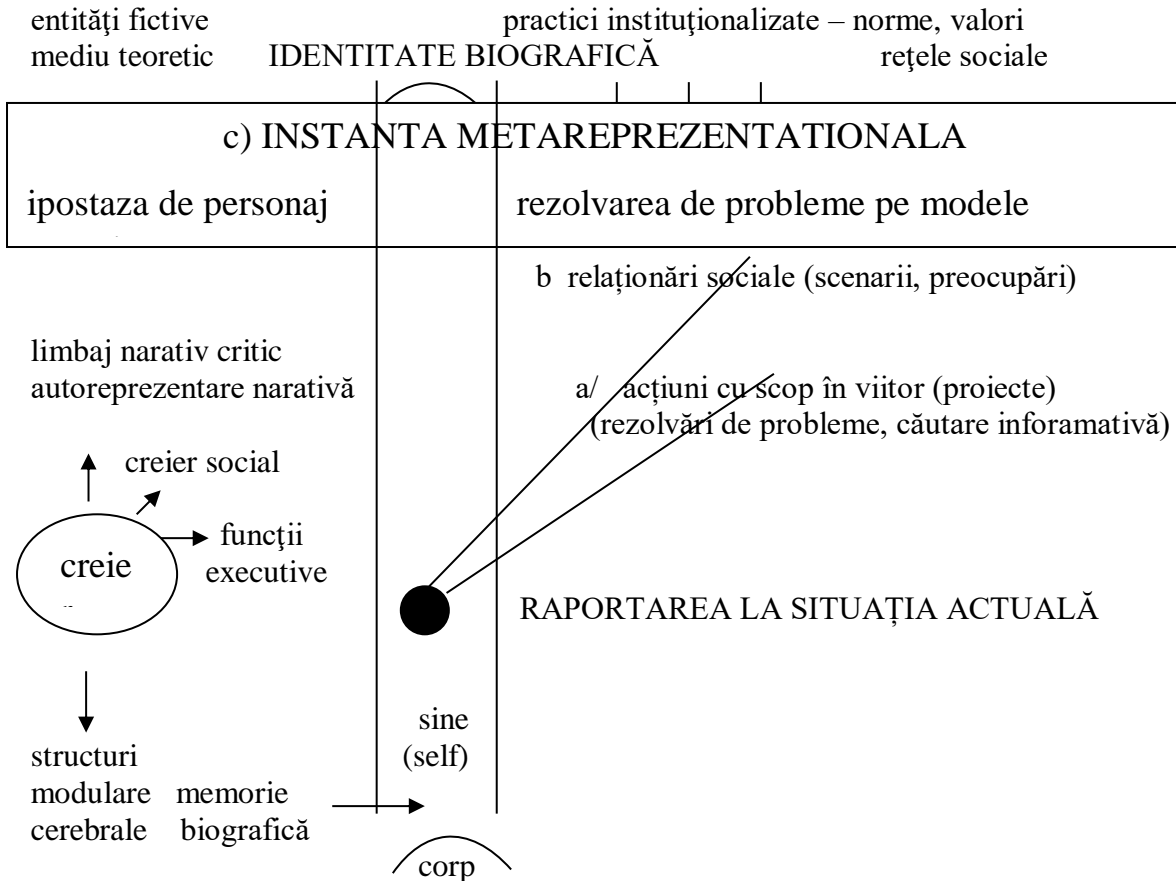 entităţi fictive practici instituţionalizate – norme, valori
mediu teoretic IDENTITATE BIOGRAFICĂ reţele sociale
c) INSTANTA METAREPREZENTATIONALA
ipostaza de personaj rezolvarea de probleme pe modele
b relaționări sociale (scenarii, preocupări)
limbaj narativ critic
autoreprezentare narativă
a/ acțiuni cu scop în viitor (proiecte)
(rezolvări de probleme, căutare inforamativă)
creier social
funcţii
executive
creie
RAPORTAREA LA SITUAȚIA ACTUALĂ
sine
(self)
structuri
modulare memorie
cerebrale biografică
corp